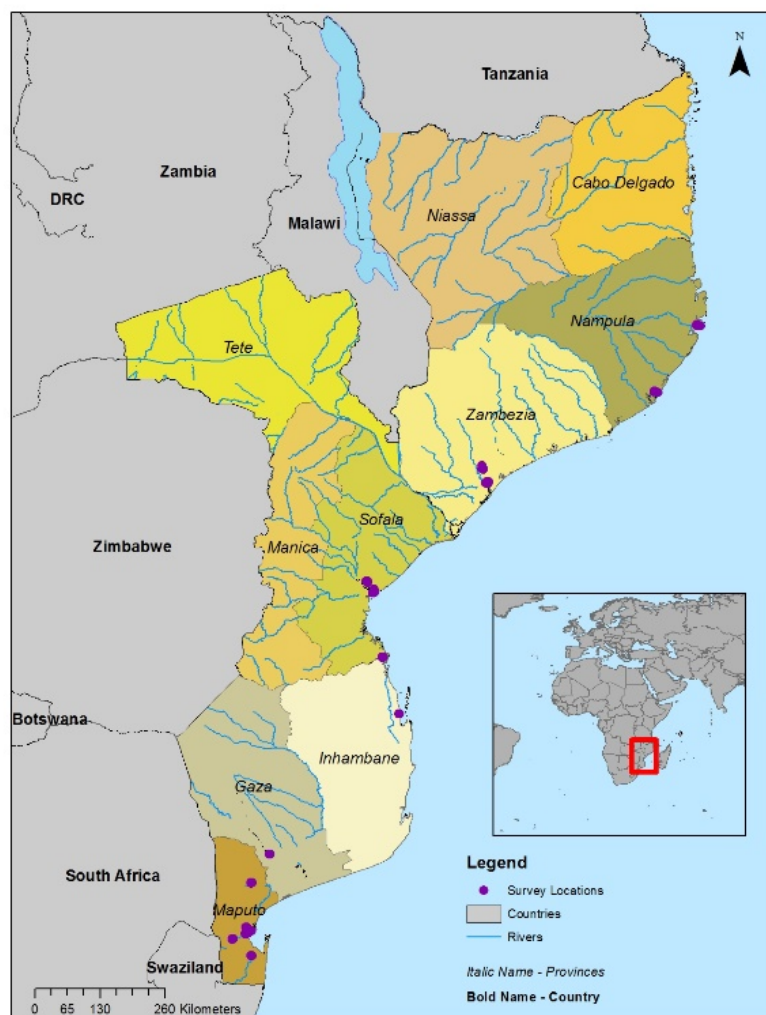 Tanzania
Zambia
DRC
Cabo Delgado
Niassa
Malawi
Nampula
Tete
Zambezia
Sofala
Manica
Zimbabwe
Botswana
Inhambane
Gaza
South Africa
Maputo
Swaziland
Legend
Survey Locations
Countries
Rivers
Italic Name - Provinces
Bold Name - Country
0 65 130 260 Kilometers
N